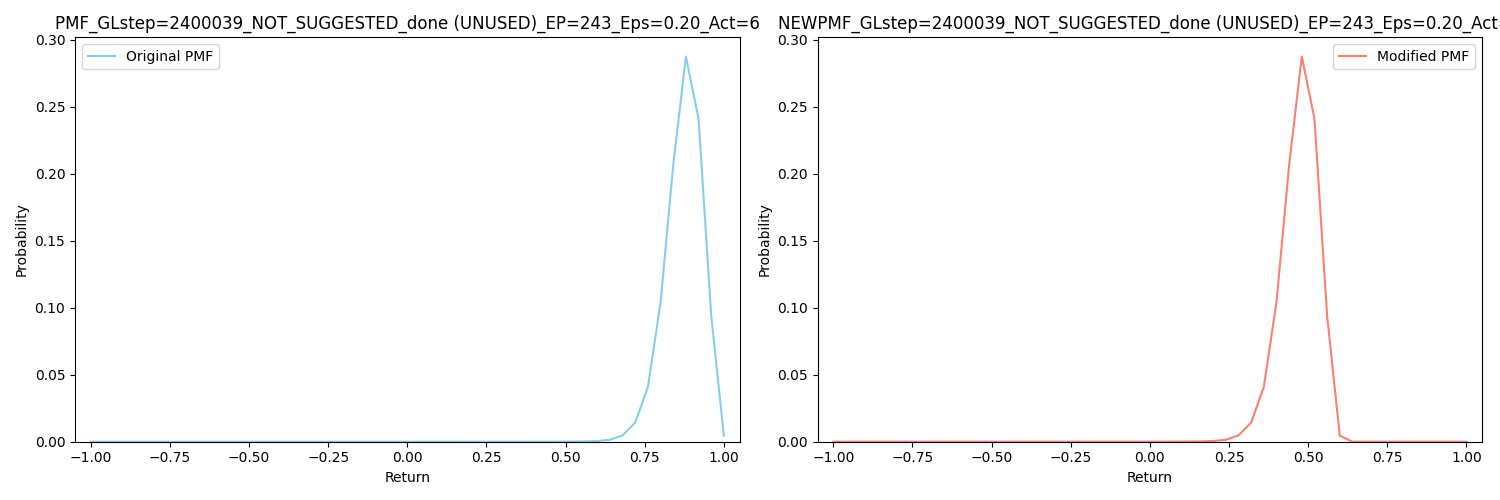 PMF_GLstep=2400039_NOT_SUGGESTED_done (UNUSED)_EP=243_Eps=0.20_Act=6
Original PMF
0.30
0.25
0.20
0.15
0.10
0.05
0.00
Probability
−1.00 −0.75 −0.50 −0.25 0.00 0.25 0.50 0.75 1.00
Return
NEWPMF_GLstep=2400039_NOT_SUGGESTED_done (UNUSED)_EP=243_Eps=0.20_Act=
Modified PMF
0.30
0.25
0.20
0.15
0.10
0.05
0.00
Probability
−1.00 −0.75 −0.50 −0.25 0.00 0.25 0.50 0.75 1.00
Return